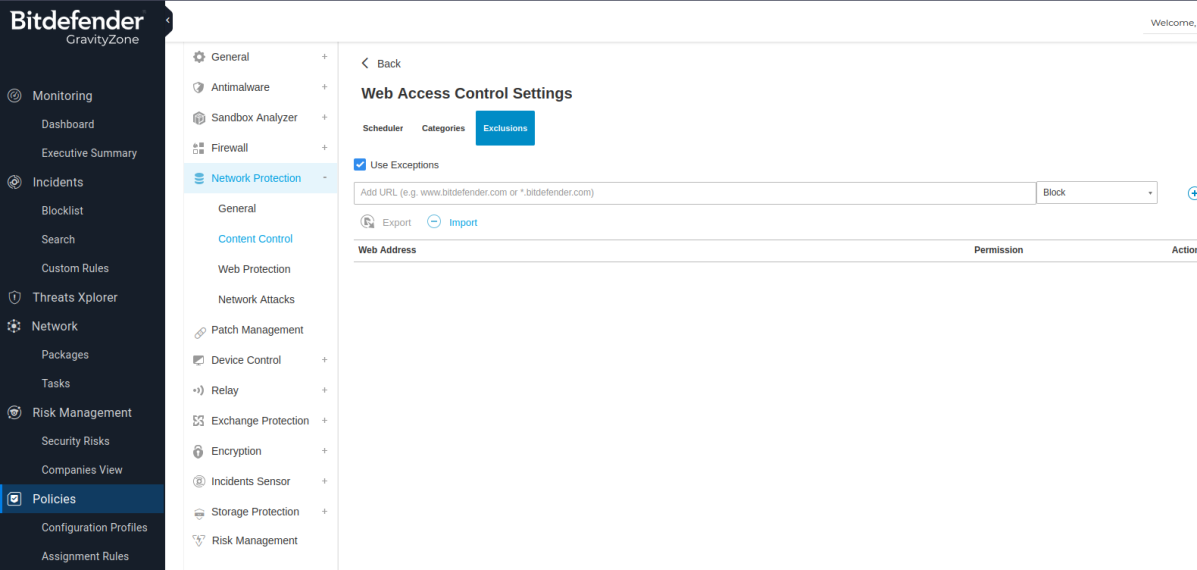 Bitdefender
GravityZone
Monitoring
Dashboard
Executive Summary
Incidents
Blocklist
Search
Custom Rules
Threats Xplorer
Network
Packages
Tasks
Risk Management
Security Risks
Companies View
Policies
Configuration Profiles
Assignment Rules
General +
Antimalware +
Sandbox Analyzer +
Firewall +
Network Protection -
General
Content Control
Web Protection
Network Attacks
Patch Management
Device Control +
Relay +
Exchange Protection +
Encryption +
Incidents Sensor +
Storage Protection +
Risk Management
Welcome,
Back
Web Access Control Settings
Scheduler Categories Exclusions
Use Exceptions
Add URL (e.g. www.bitdefender.com or *.bitdefender.com) Block
Export Import
Web Address Permission Action